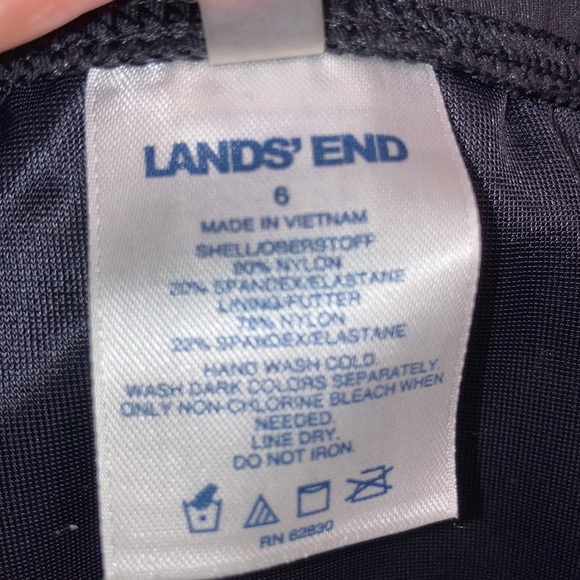 LANDS' END
6
MADE IN VIETNAM
SHELL/OBERSTOFF
80% NYLON
20% SPANDEX/ELASTANE
LINING/FUTTER
78% NYLON
22% SPANDEX/ELASTANE
HAND WASH COLD.
WASH DARK COLORS SEPARATELY.
ONLY NON-CHLORINE BLEACH WHEN
NEEDED.
LINE DRY.
DO NOT IRON.
RN 62830